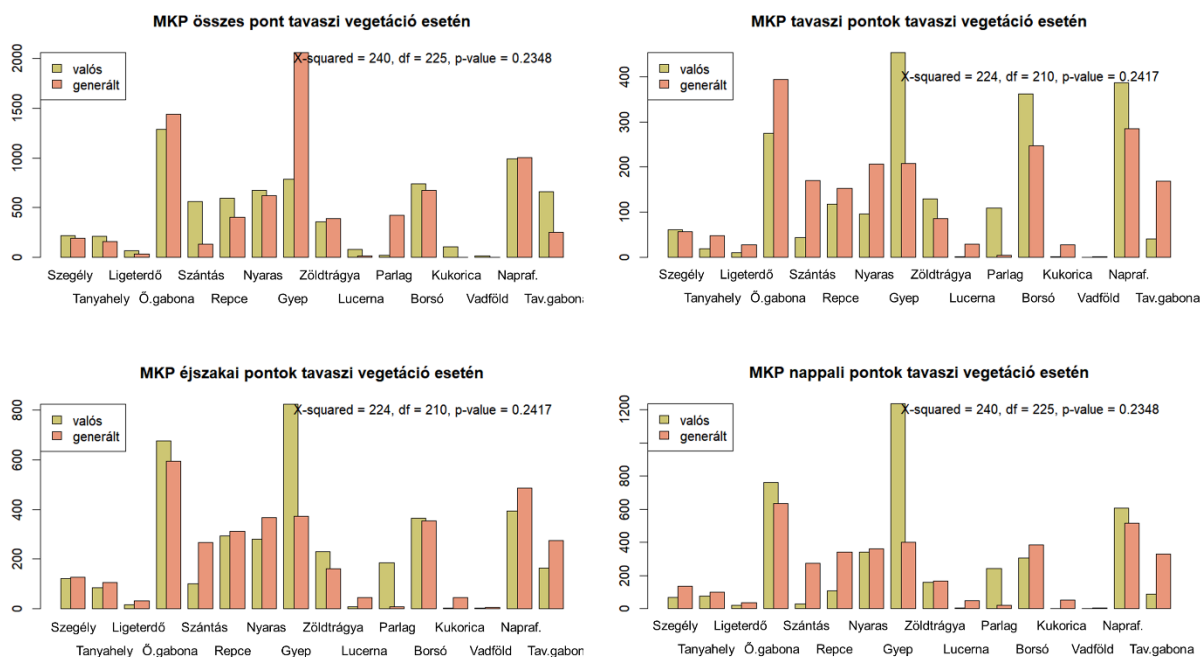 MKP összes pont tavaszi vegetáció esetén
X-squared = 240, df = 225, p-value = 0.2348
valós
generált
2000
1500
1000
500
0
Szegély Ligeterdő Szántás Nyaras Zöldtrágya Parlag Kukorica Napraf.
Tanyahely Ő.gabona Repce Gyep Lucerna Borsó Vadföld Tav.gabona
MKP tavaszi pontok tavaszi vegetáció esetén
X-squared = 224, df = 210, p-value = 0.2417
valós
generált
400
300
200
100
0
Szegély Ligeterdő Szántás Nyaras Zöldtrágya Parlag Kukorica Napraf.
Tanyahely Ő.gabona Repce Gyep Lucerna Borsó Vadföld Tav.gabona
MKP éjszakai pontok tavaszi vegetáció esetén
X-squared = 224, df = 210, p-value = 0.2417
valós
generált
800
600
400
200
0
Szegély Ligeterdő Szántás Nyaras Zöldtrágya Parlag Kukorica Napraf.
Tanyahely Ő.gabona Repce Gyep Lucerna Borsó Vadföld Tav.gabona
MKP nappali pontok tavaszi vegetáció esetén
X-squared = 240, df = 225, p-value = 0.2348
valós
generált
1200
800
600
400
200
0
Szegély Ligeterdő Szántás Nyaras Zöldtrágya Parlag Kukorica Napraf.
Tanyahely Ő.gabona Repce Gyep Lucerna Borsó Vadföld Tav.gabona